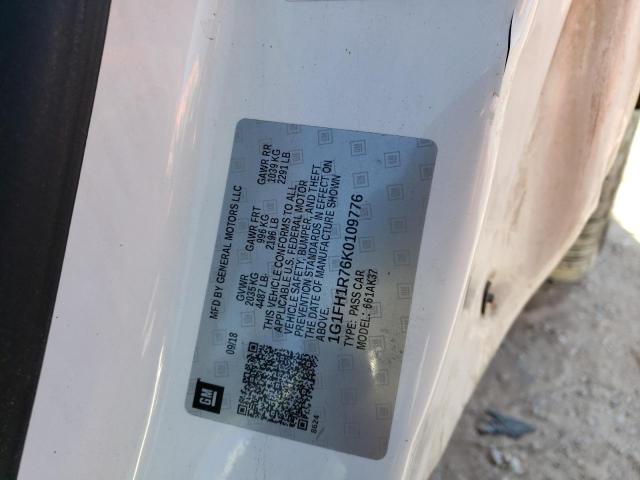 MFD BY GENERAL MOTORS LLC
09/18
GVWR GAWR FRT GAWR RR
2035 KG 996 KG 1039 KG
4487 LB 2196 LB 2291 LB
THIS VEHICLE CONFORMS TO ALL
APPLICABLE U.S. FEDERAL MOTOR
VEHICLE SAFETY, BUMPER, AND THEFT
PREVENTION STANDARDS IN EFFECT ON
THE DATE OF MANUFACTURE SHOWN
ABOVE.
1G1FH1R76K0109776
TYPE: PASS CAR
MODEL: 661AK37
GM
8624